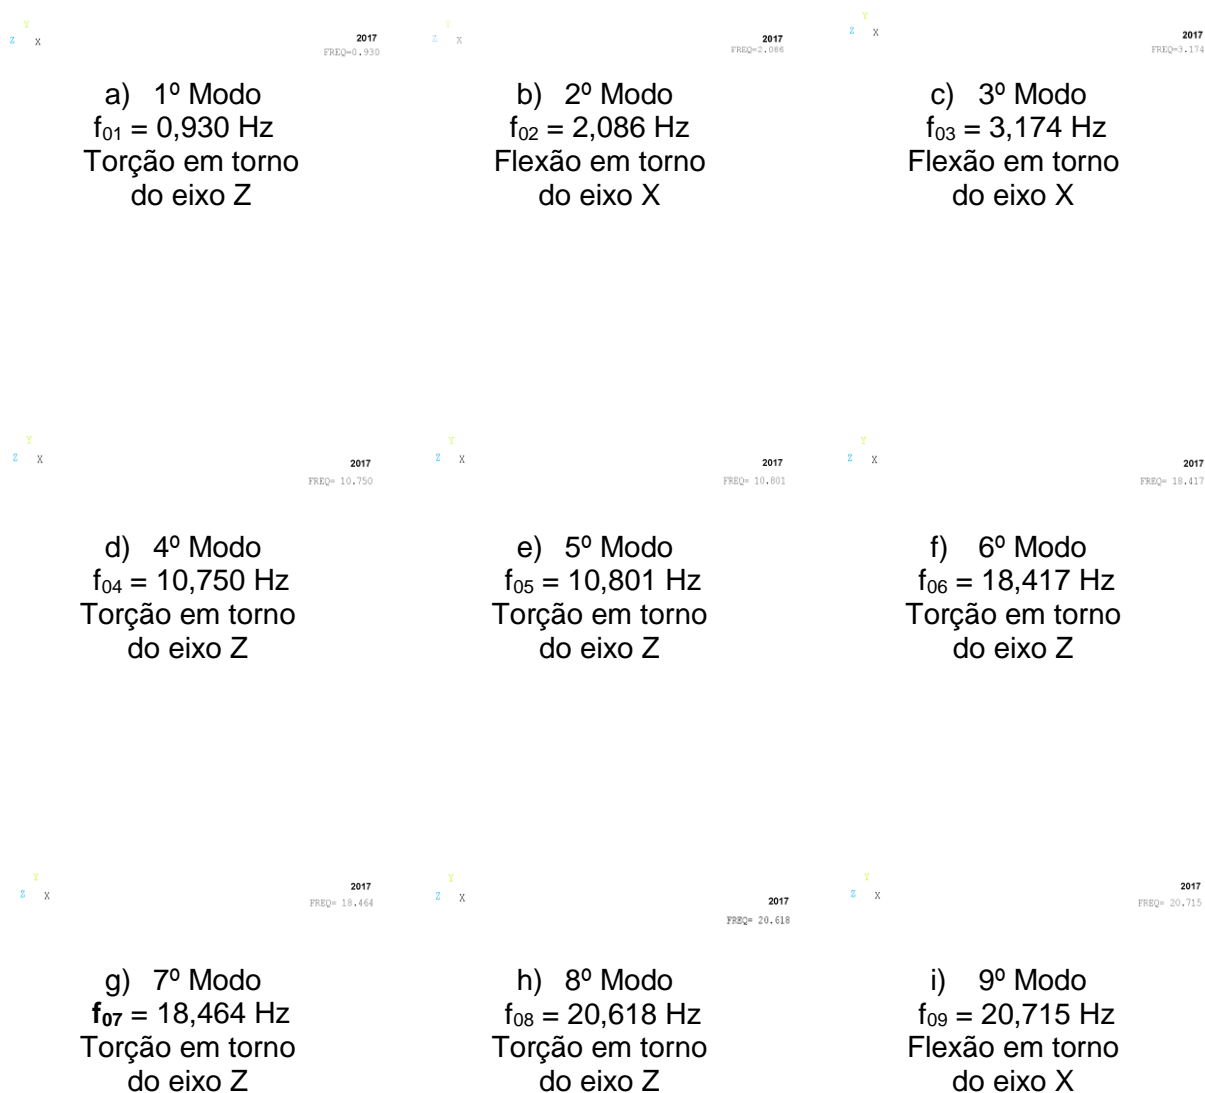 Y
Z X
2017
FREQ=0.930
Y
Z X
2017
FREQ=2.086
Y
Z X
2017
FREQ=3.174
a) 1º Modo
f01 = 0,930 Hz
Torção em torno
do eixo Z
b) 2º Modo
f02 = 2,086 Hz
Flexão em torno
do eixo X
c) 3º Modo
f03 = 3,174 Hz
Flexão em torno
do eixo X
Y
Z X
2017
FREQ= 10.750
Y
Z X
2017
FREQ= 10.801
Y
Z X
2017
FREQ= 18.417
d) 4º Modo
f04 = 10,750 Hz
Torção em torno
do eixo Z
e) 5º Modo
f05 = 10,801 Hz
Torção em torno
do eixo Z
f) 6º Modo
f06 = 18,417 Hz
Torção em torno
do eixo Z
Y
Z X
2017
FREQ= 18.464
Y
Z X
2017
FREQ= 20.618
Y
Z X
2017
FREQ= 20.715
g) 7º Modo
f07 = 18,464 Hz
Torção em torno
do eixo Z
h) 8º Modo
f08 = 20,618 Hz
Torção em torno
do eixo Z
i) 9º Modo
f09 = 20,715 Hz
Flexão em torno
do eixo X